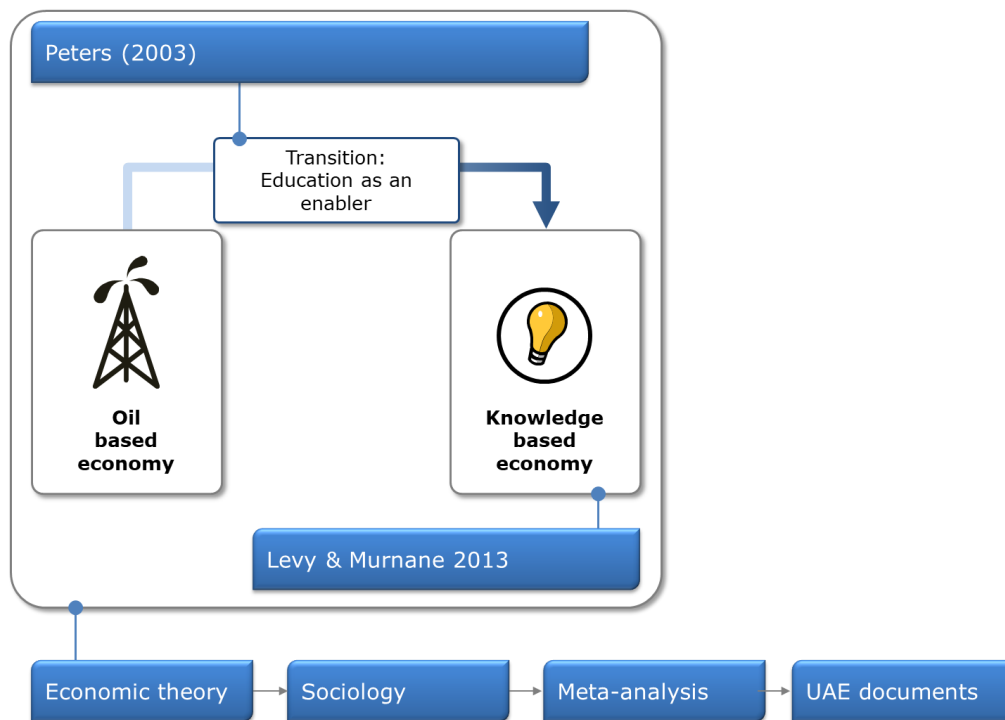 Peters (2003)
Transition:
Education as an
enabler
Oil
based
economy
Knowledge
based
economy
Levy & Murnane 2013
Economic theory
Sociology
Meta-analysis
UAE documents